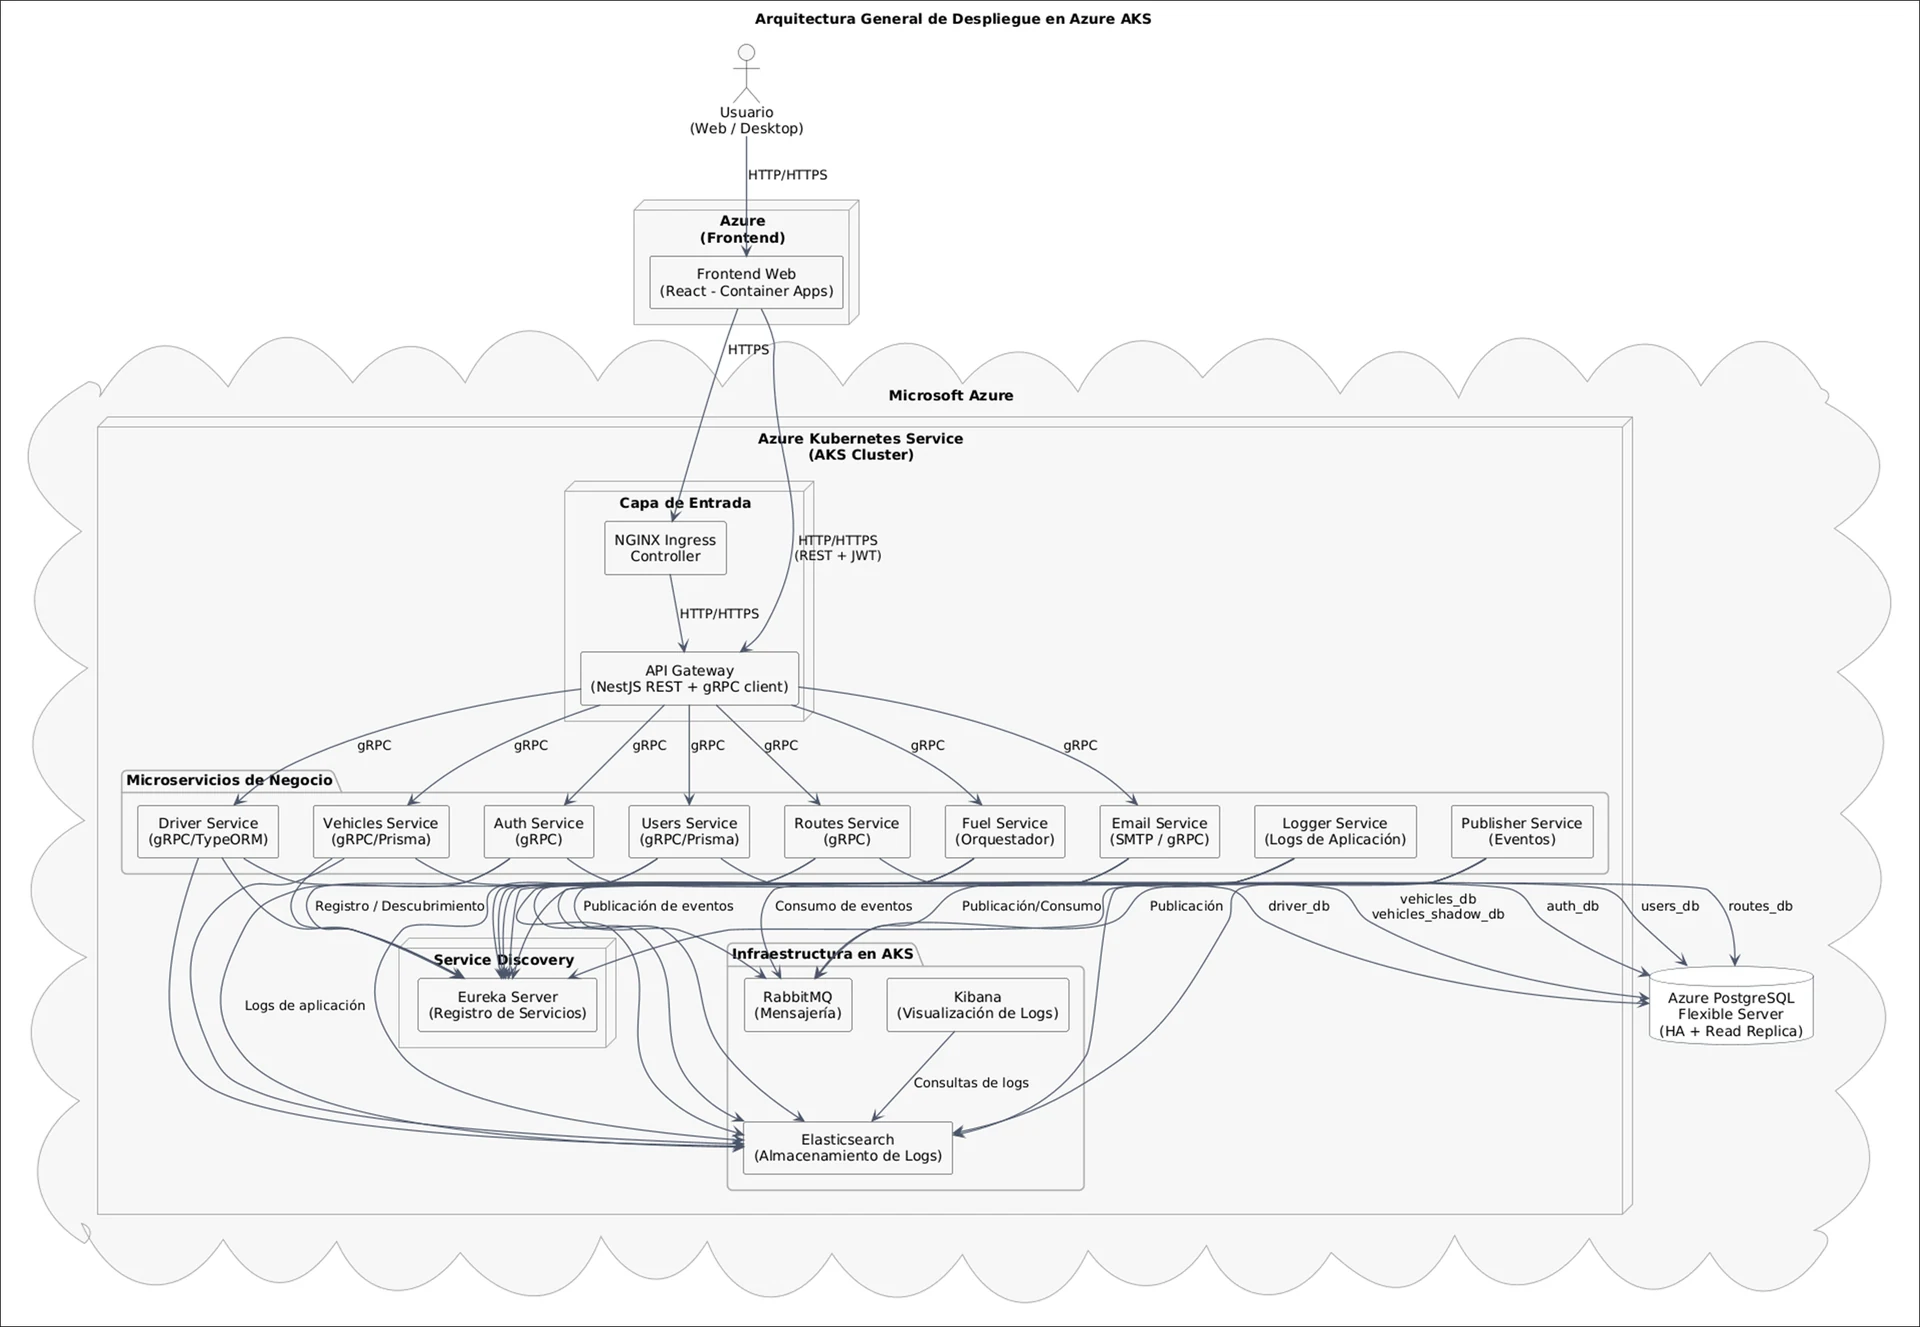 Arquitectura General de Despliegue en Azure AKS
Usuario
(Web / Desktop)
HTTP/HTTPS
Azure
(Frontend)
Frontend Web
(React - Container Apps)
HTTPS
Microsoft Azure
Azure Kubernetes Service
(AKS Cluster)
Capa de Entrada
NGINX Ingress
Controller
HTTP/HTTPS
(REST + JWT)
HTTP/HTTPS
API Gateway
(NestJS REST + gRPC client)
gRPC
gRPC
gRPC
gRPC
gRPC
gRPC
gRPC
Microservicios de Negocio
Driver Service
(gRPC/TypeORM)
Vehicles Service
(gRPC/Prisma)
Auth Service
(gRPC)
Users Service
(gRPC/Prisma)
Routes Service
(gRPC)
Fuel Service
(Orquestador)
Email Service
(SMTP / gRPC)
Logger Service
(Logs de Aplicación)
Publisher Service
(Eventos)
Registro / Descubrimiento
Publicación de eventos
Consumo de eventos
Publicación/Consumo
Publicación
driver_db
vehicles_db
vehicles_shadow_db
auth_db
users_db
routes_db
Service Discovery
Eureka Server
(Registro de Servicios)
Infraestructura en AKS
RabbitMQ
(Mensajería)
Kibana
(Visualización de Logs)
Azure PostgreSQL
Flexible Server
(HA + Read Replica)
Logs de aplicación
Consultas de logs
Elasticsearch
(Almacenamiento de Logs)